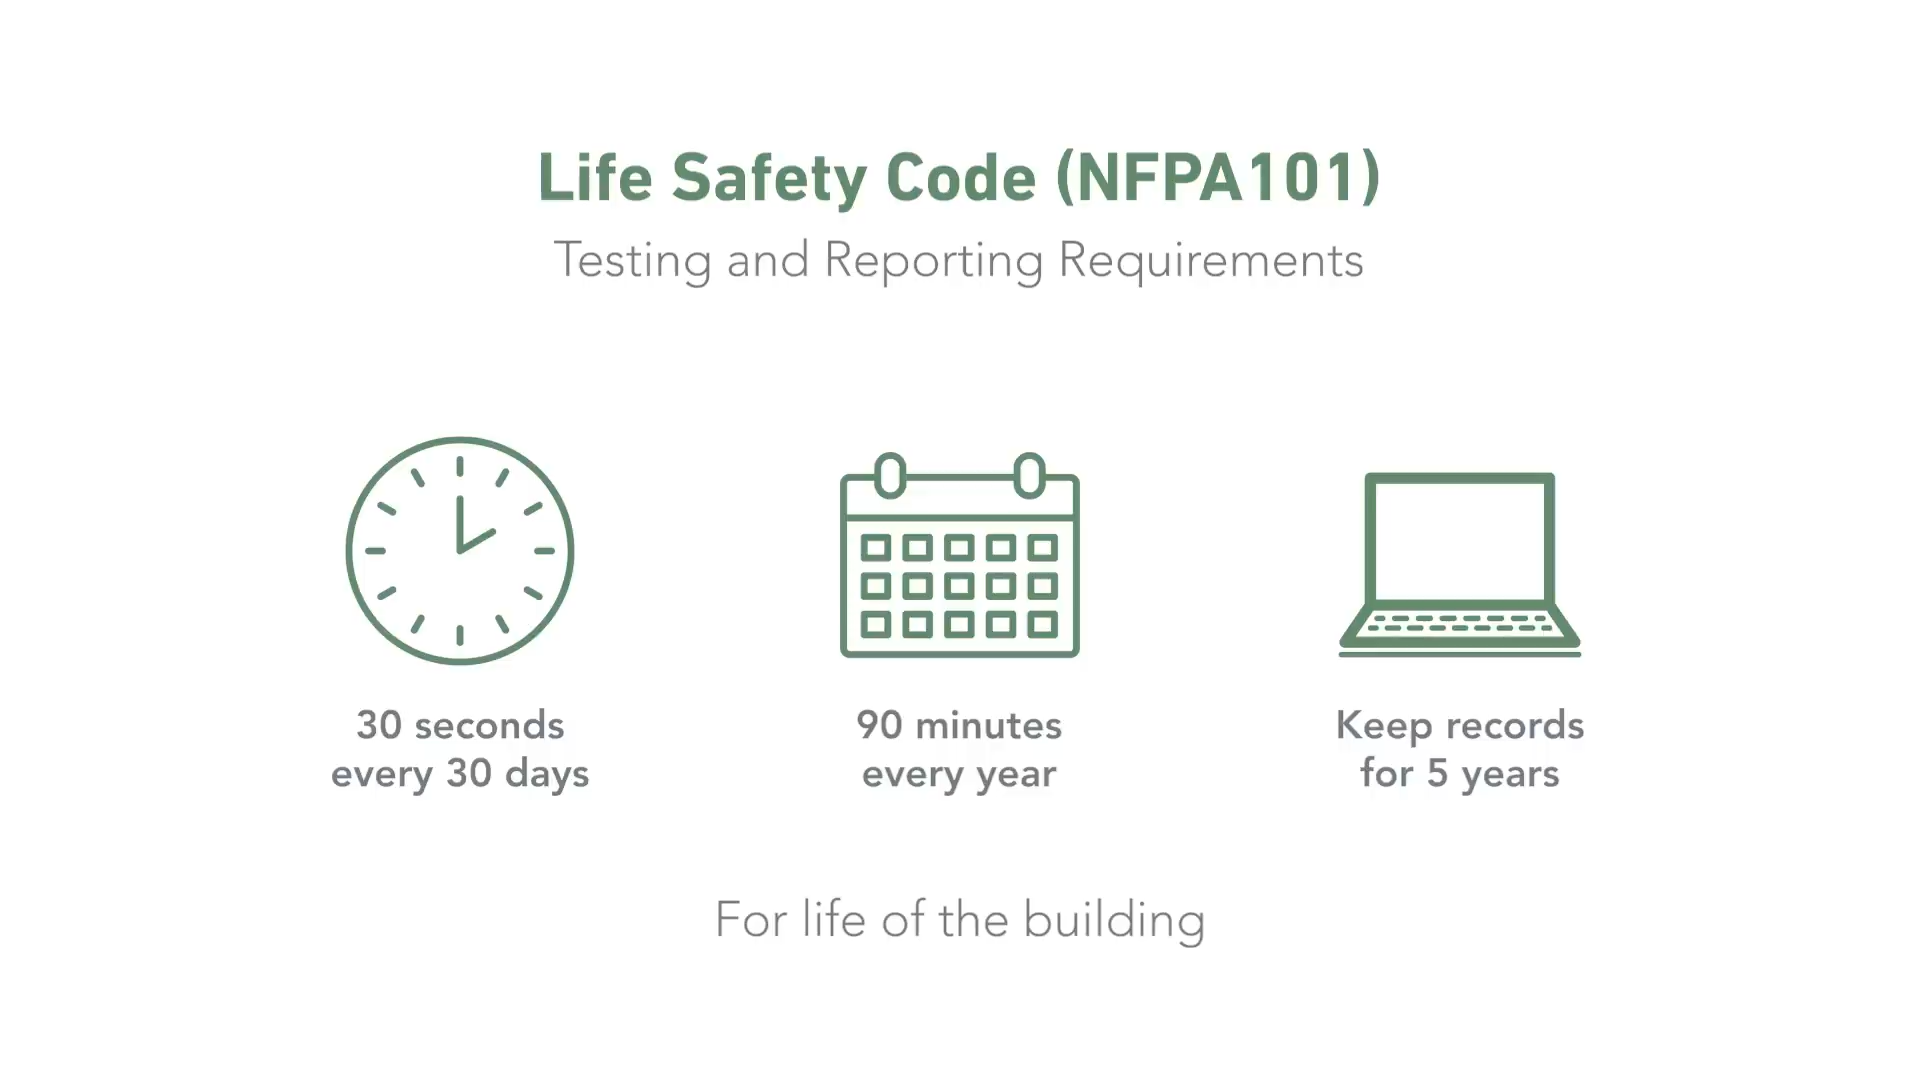 Life Safety Code (NFPA101)
Testing and Reporting Requirements
30 seconds
every 30 days
90 minutes
every year
Keep records
for 5 years
For life of the building